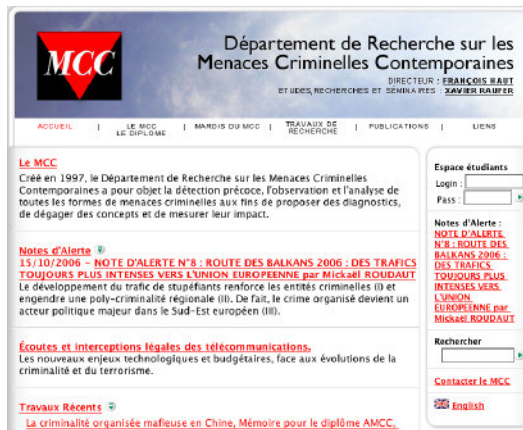 MCC
Département de Recherche sur les
Menaces Criminelles Contemporaines
DIRECTEUR : FRANÇOIS HAUT
ETUDES, RECHERCHES ET SÉMINAIRES : XAVIER RAUFER
ACCUEIL | LE MCC LE DIPLOME | MARDIS DU MCC | TRAVAUX DE RECHERCHE | PUBLICATIONS | LIENS
Le MCC
Créé en 1997, le Département de Recherche sur les Menaces Criminelles
Contemporaines a pour objet la détection précoce, l'observation et l'analyse de
toutes les formes de menaces criminelles aux fins de proposer des diagnostics,
de dégager des concepts et de mesurer leur impact.
Notes d'Alerte
15/10/2006 - NOTE D'ALERTE N°8 : ROUTE DES BALKANS 2006 : DES TRAFICS
TOUJOURS PLUS INTENSES VERS L'UNION EUROPEENNE par Mickaël ROUDAUT
Le développement du trafic de stupéfiants renforce les entités criminelles (I) et
engendre une poly-criminalité régionale (II). De fait, le crime organisé devient un
acteur politique majeur dans le Sud-Est européen (III).
Écoutes et interceptions légales des télécommunications.
Les nouveaux enjeux technologiques et budgétaires, face aux évolutions de la
criminalité et du terrorisme.
Travaux Récents
La criminalité organisée mafieuse en Chine, Mémoire pour le diplôme AMCC,
Espace étudiants
Login :
Pass :
Notes d'Alerte :
NOTE D'ALERTE
N°8 : ROUTE DES
BALKANS 2006 :
DES TRAFICS
TOUJOURS PLUS
INTENSES VERS
L'UNION
EUROPEENNE par
Mickaël ROUDAUT
Rechercher
Contacter le MCC
English